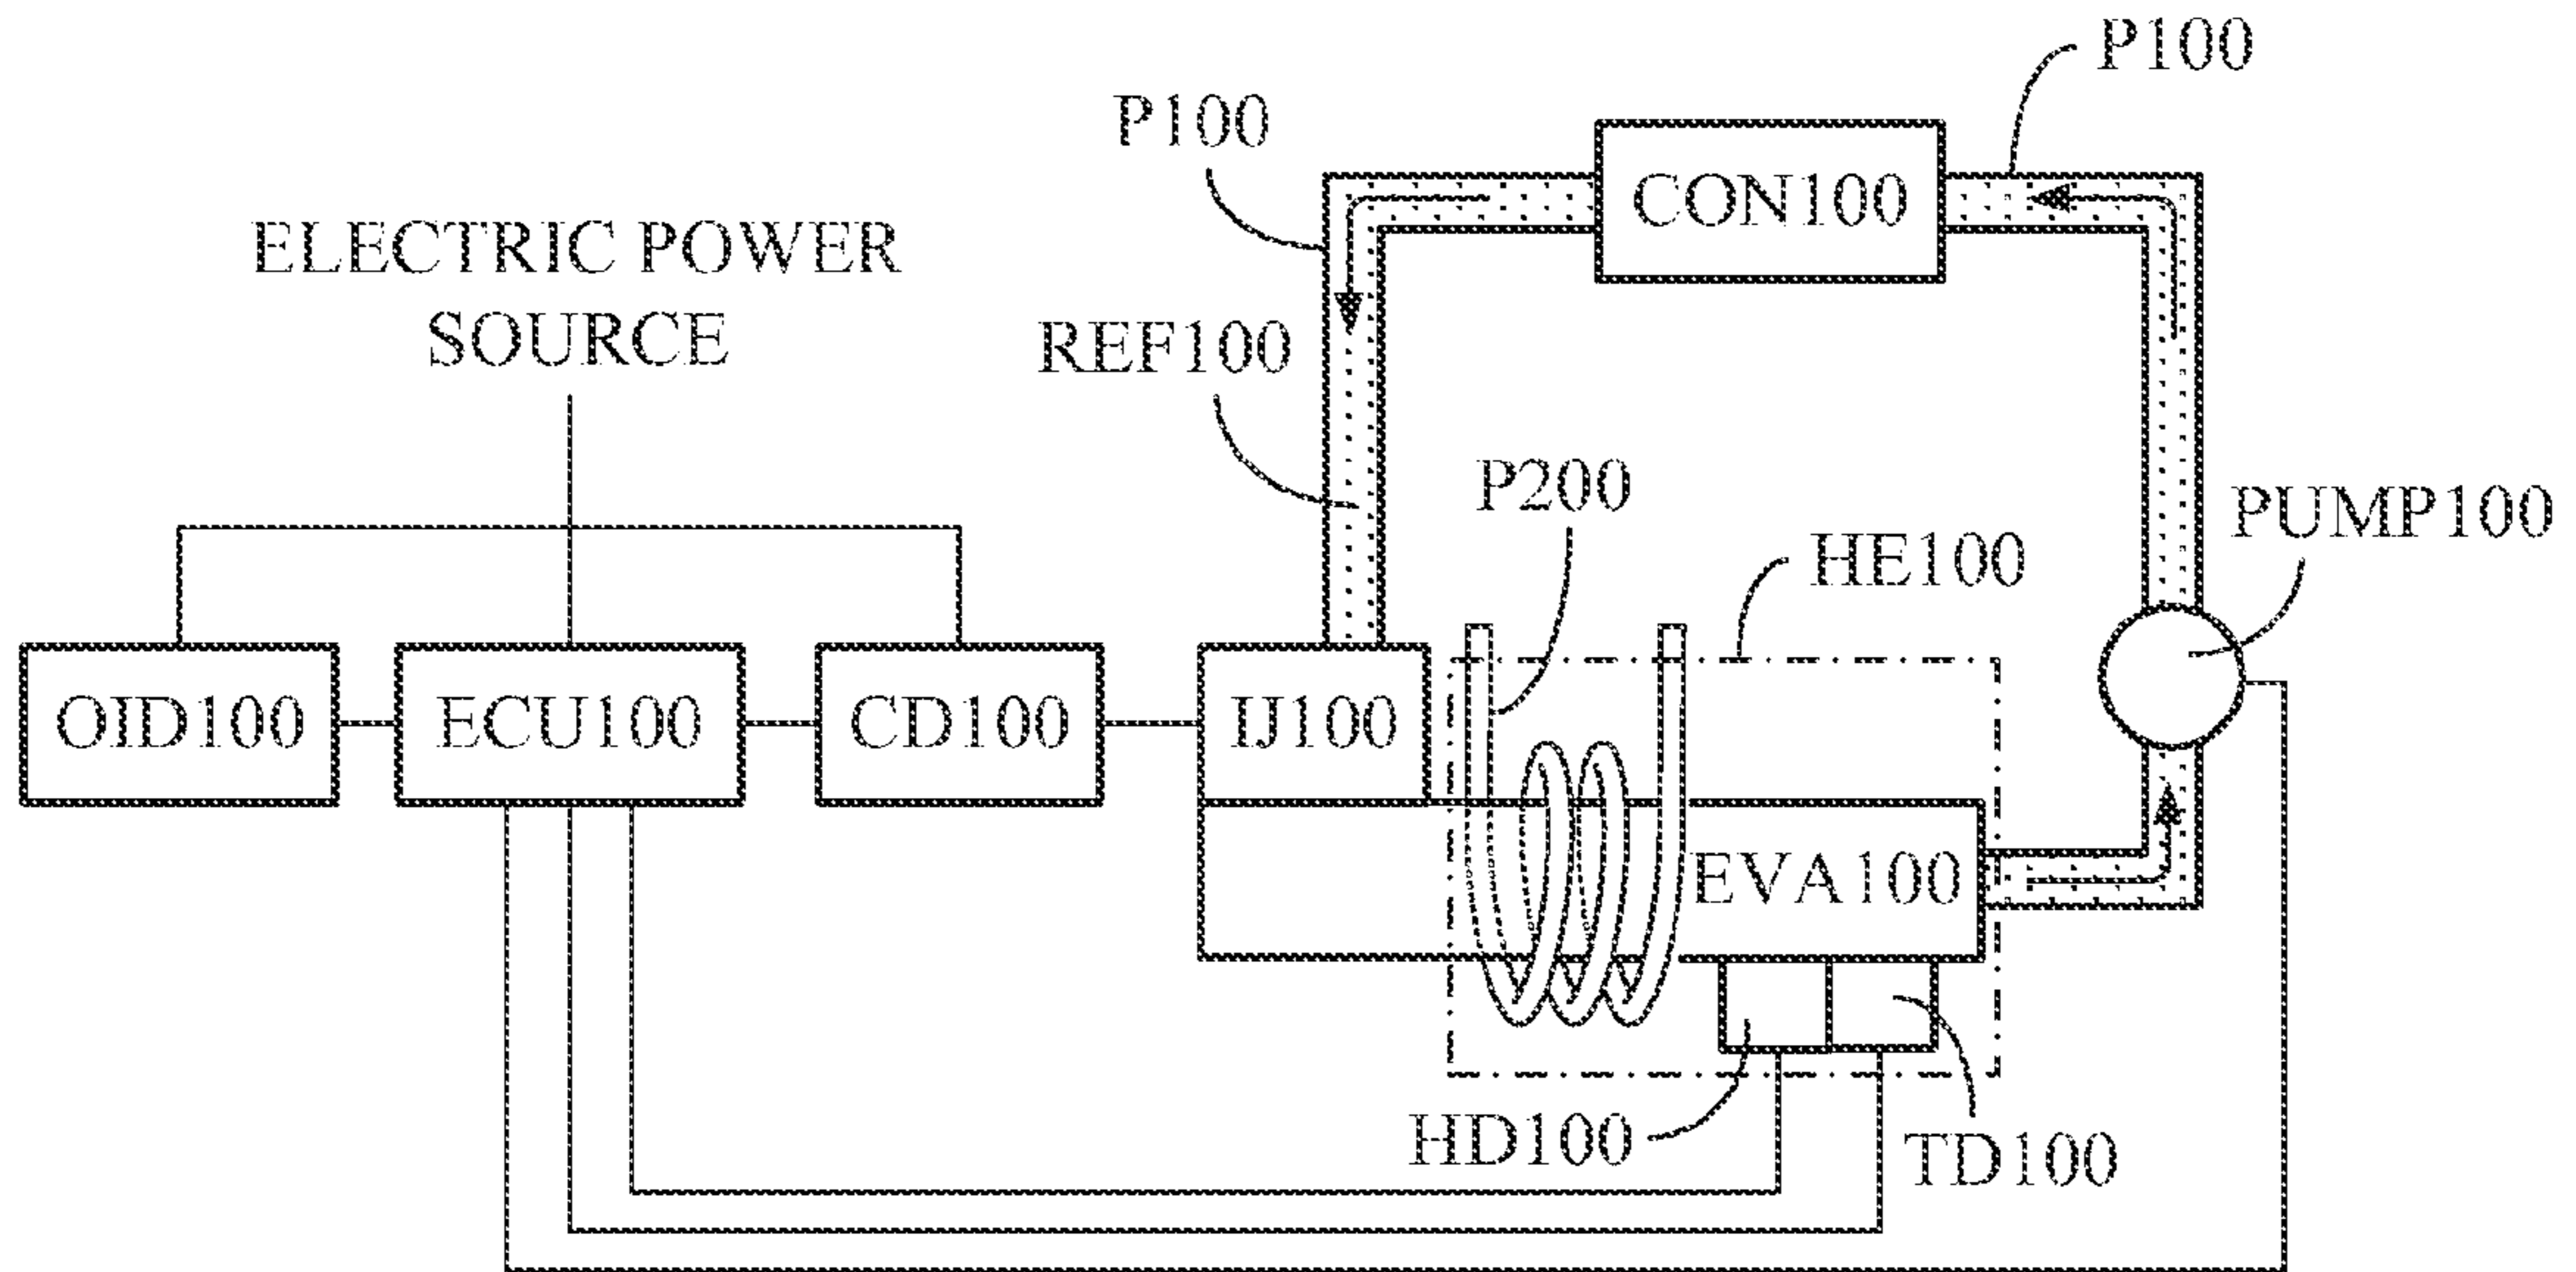 P100
P100
CON100
ELECTRIC POWER
SOURCE
REF100
P200
PUMP100
HE100
OID100
ECU100
CD100
IJ100
EVA100
HD100
TD100